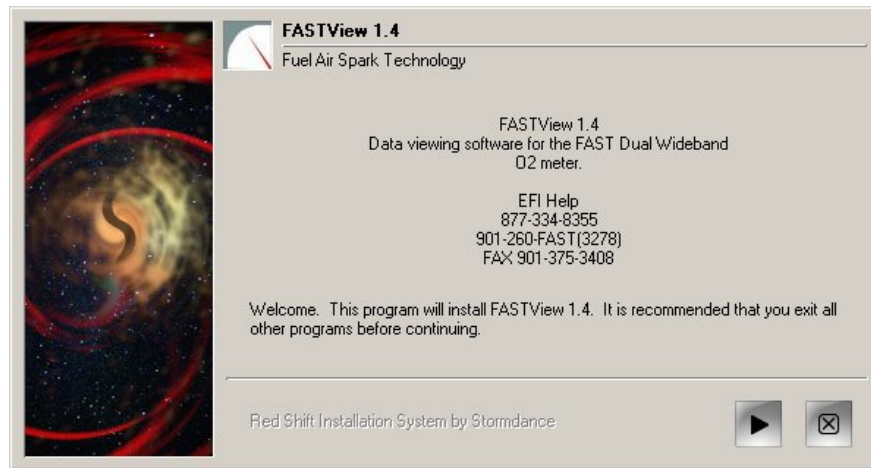 FASTView 1.4
Fuel Air Spark Technology
FASTView 1.4
Data viewing software for the FAST Dual Wideband
O2 meter.
EFI Help
877-334-8355
901-260-FAST(3278)
FAX 901-375-3408
Welcome.  This program will install FASTView 1.4.  It is recommended that you exit all
other programs before continuing.
Red Shift Installation System by Stormdance